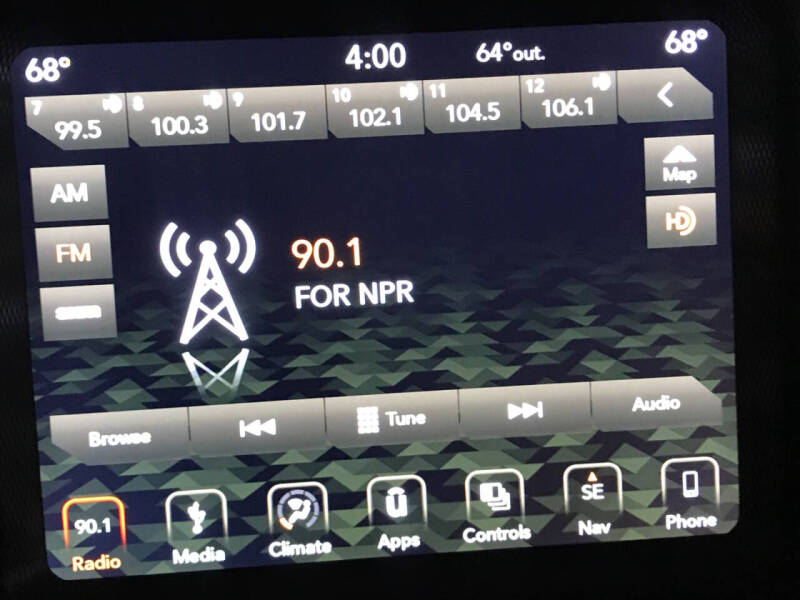 68° 4:00 64° out. 68°
7 8 9 10 11 12
99.5 100.3 101.7 102.1 104.5 106.1
Map
AM
HD
FM
90.1
FOR NPR
Browse Tune Audio
90.1 SE
Radio Media Climate Apps Controls Nav Phone